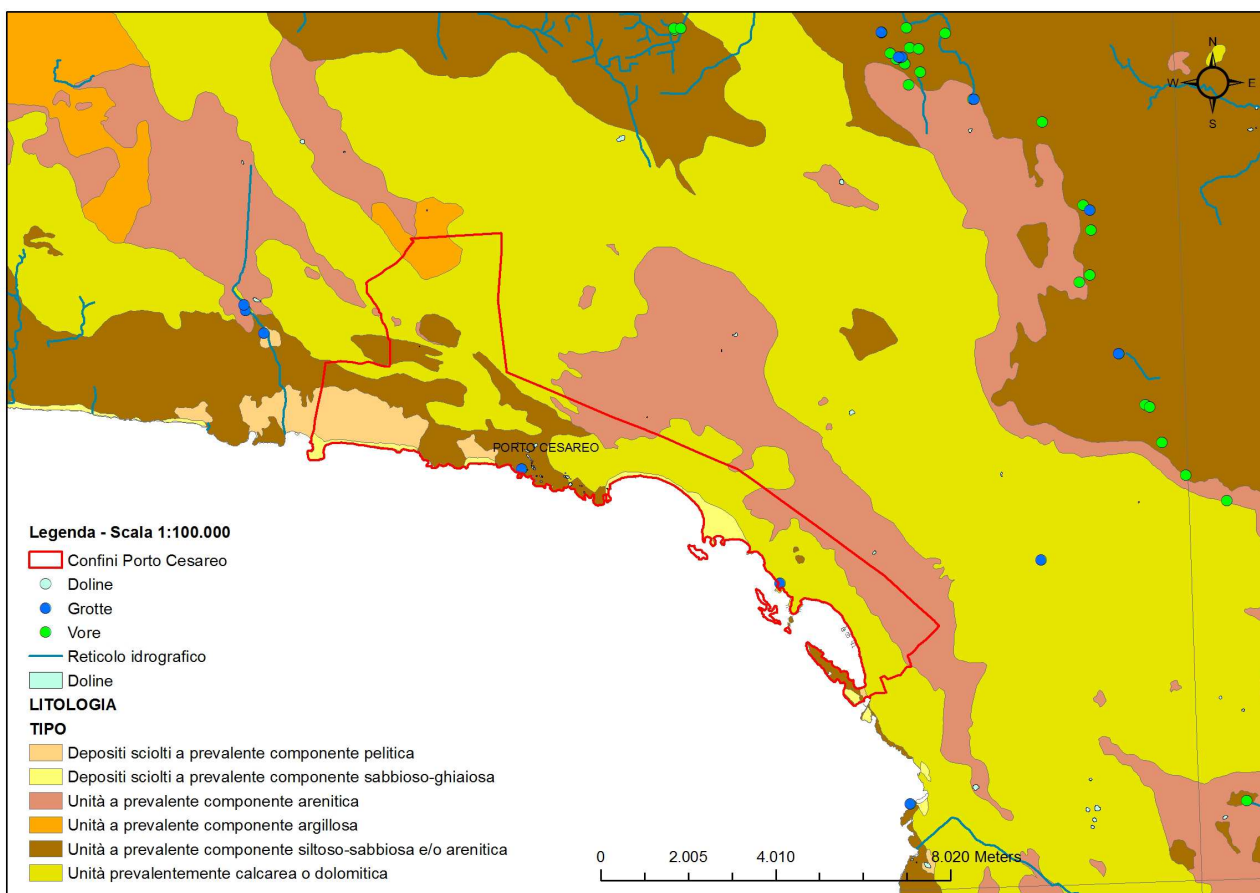 N
W E
S
PORTO CESAREO
Legenda - Scala 1:100.000
Confini Porto Cesareo
Doline
Grotte
Vore
Reticolo idrografico
Doline
LITOLOGIA
TIPO
Depositi sciolti a prevalente componente pelitica
Depositi sciolti a prevalente componente sabbioso-ghiaiosa
Unità a prevalente componente arenitica
Unità a prevalente componente argillosa
Unità a prevalente componente siltoso-sabbiosa e/o arenitica
Unità prevalentemente calcarea o dolomitica
0 2.005 4.010 8.020 Meters